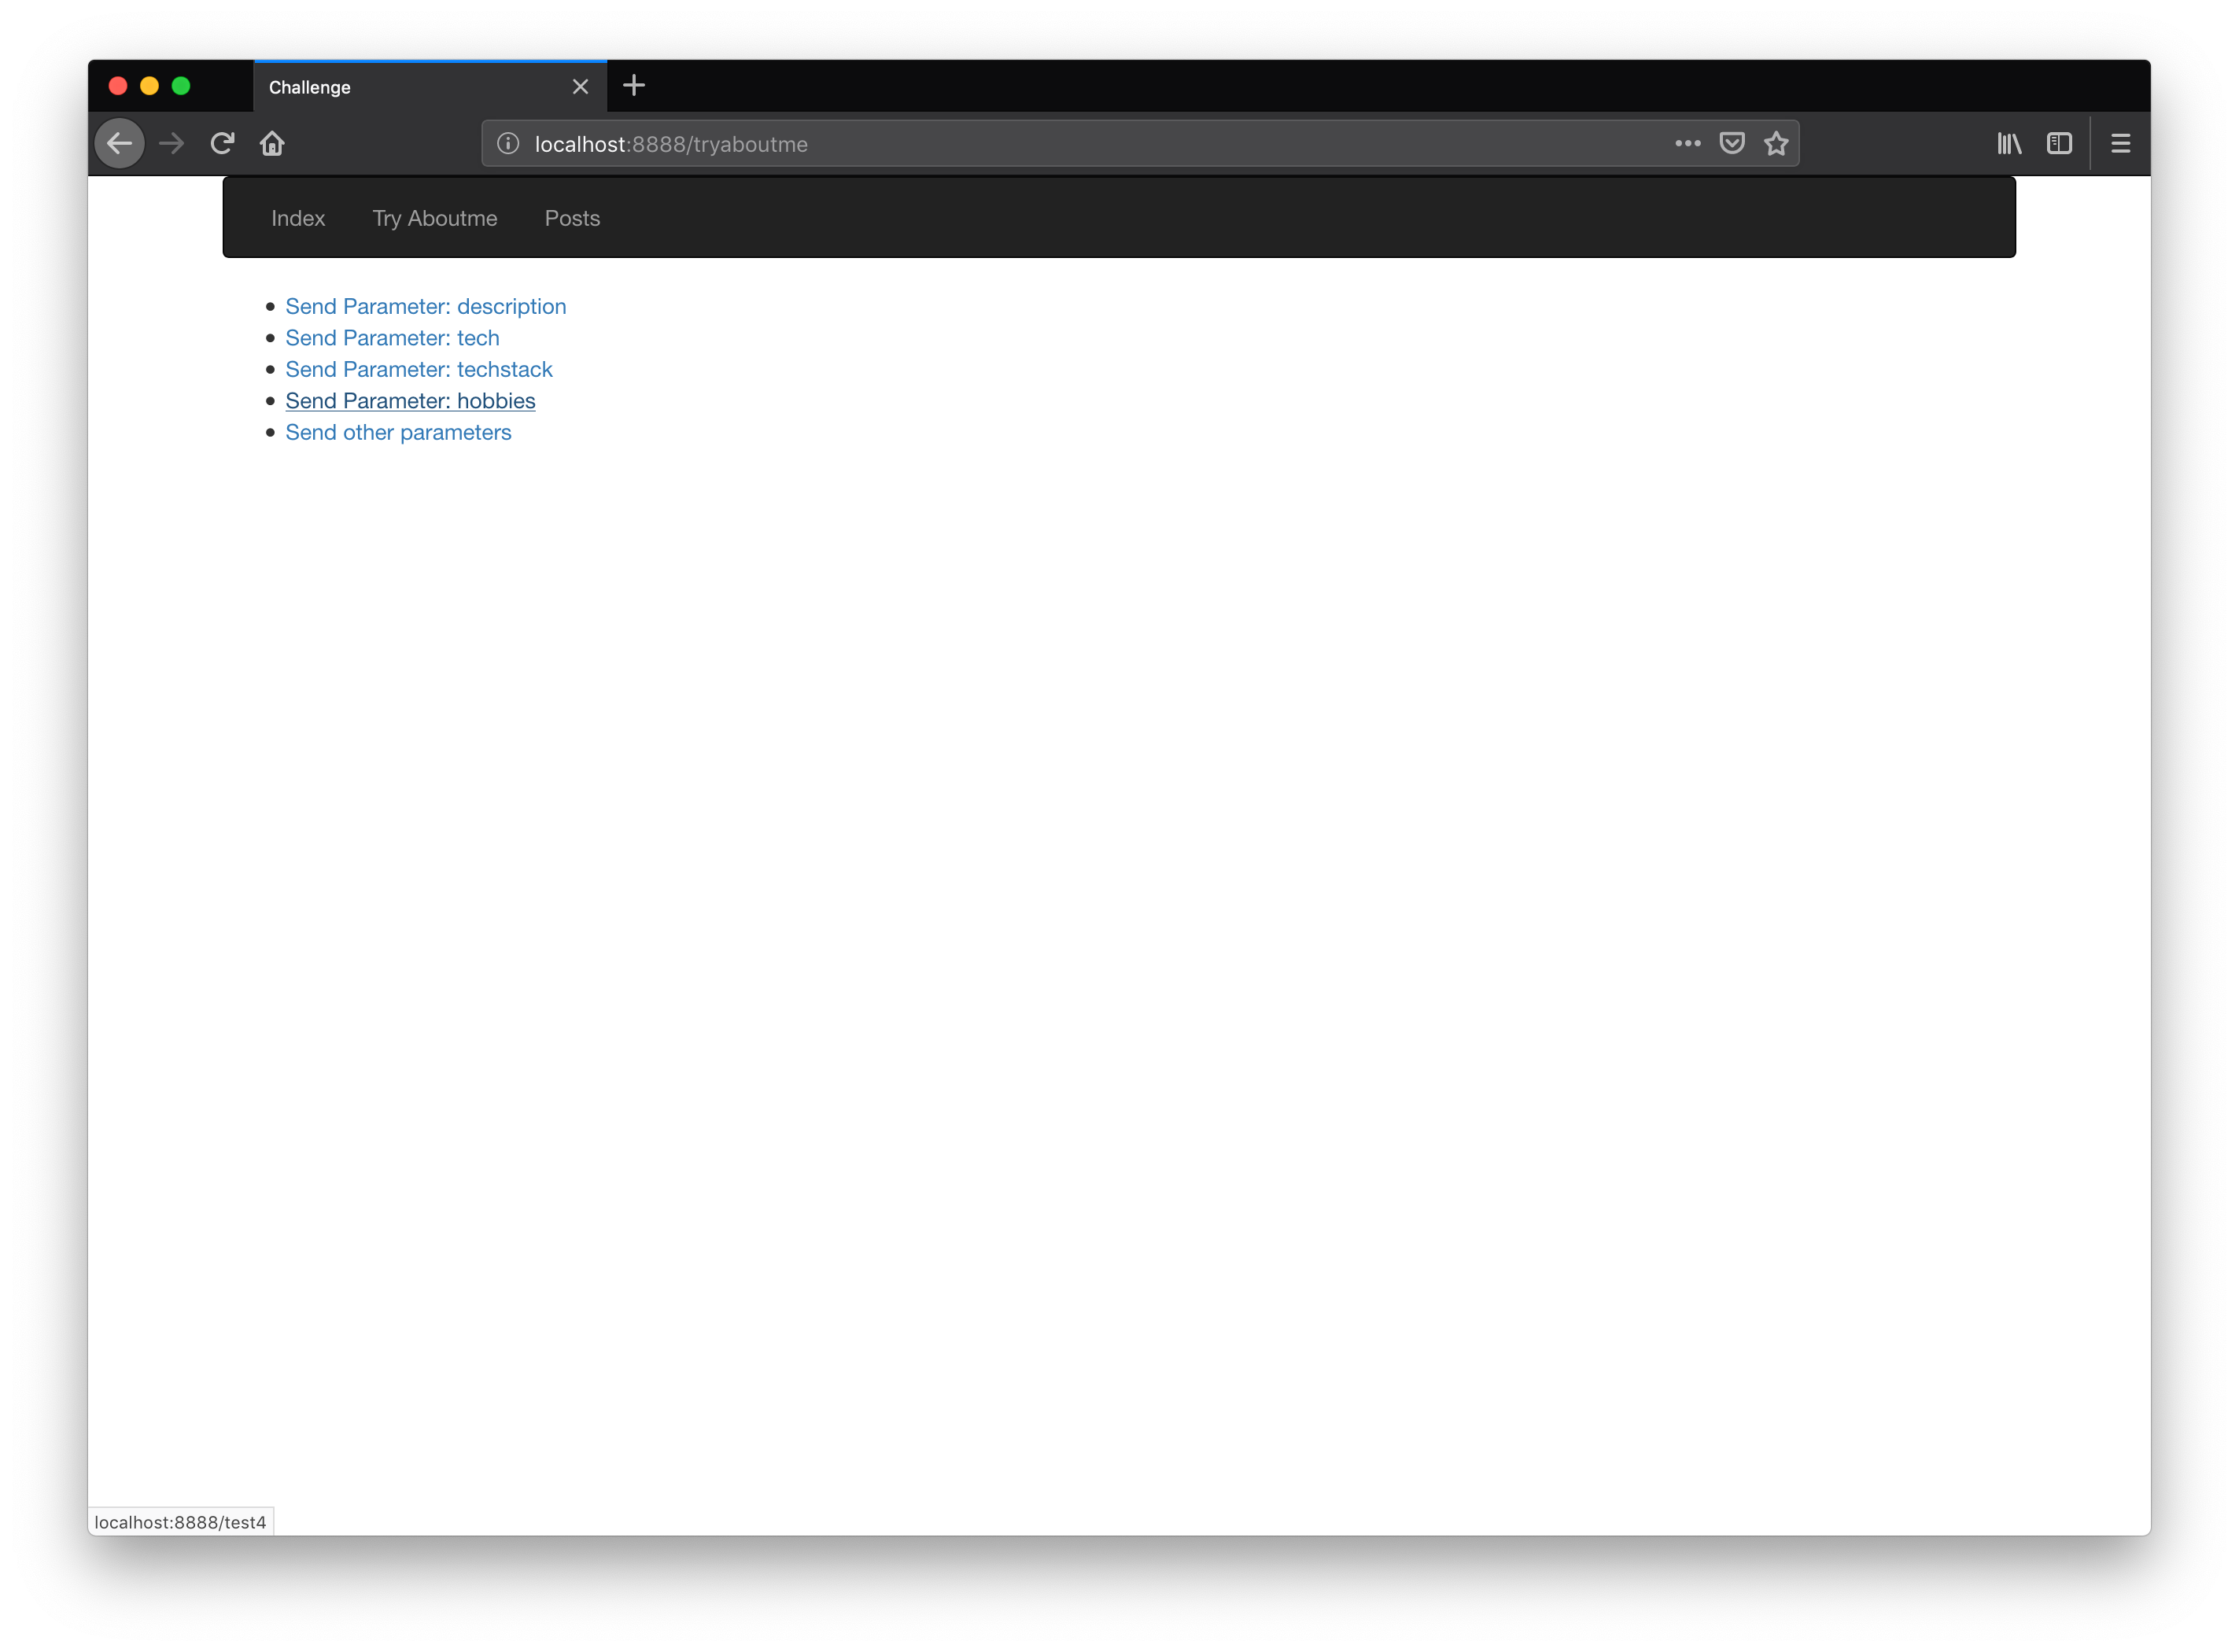 Challenge
localhost:8888/tryaboutme
Index Try Aboutme Posts
Send Parameter: description
Send Parameter: tech
Send Parameter: techstack
Send Parameter: hobbies
Send other parameters
localhost:8888/test4